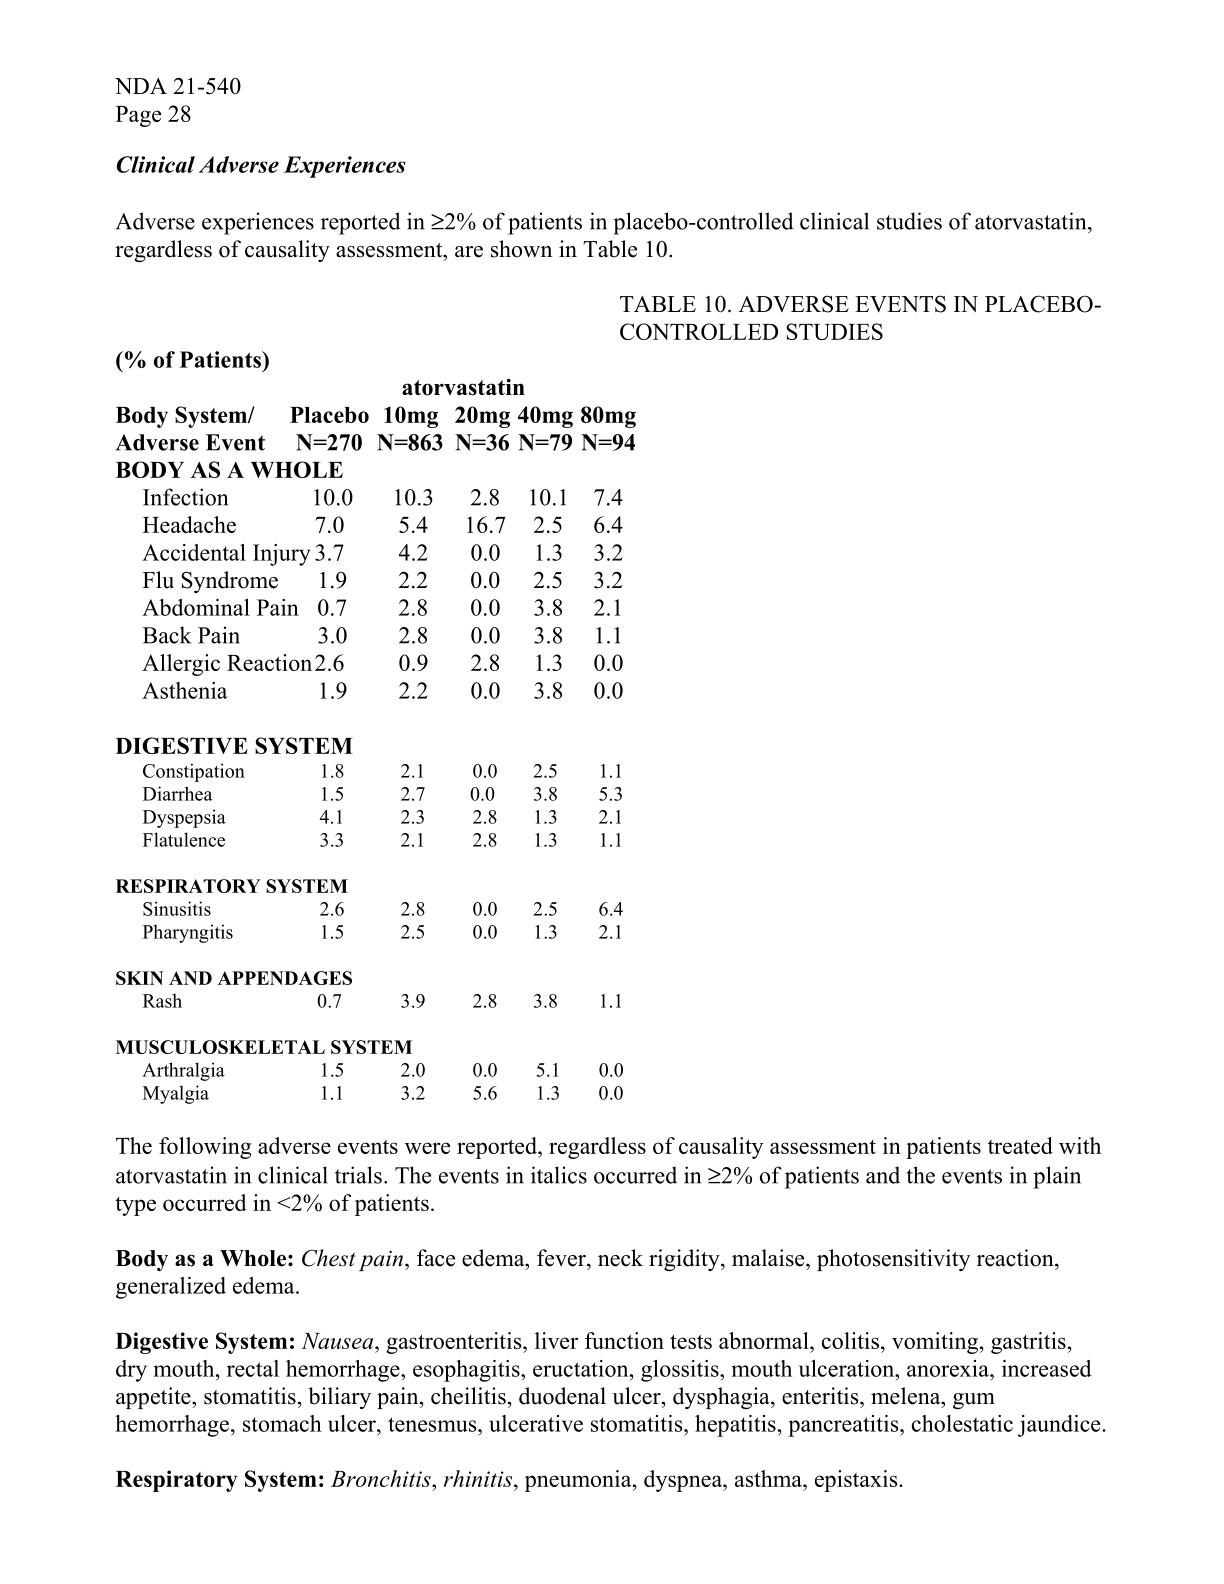 NDA 21-540
Page 28
Clinical Adverse Experiences
Adverse experiences reported in ≥2% of patients in placebo-controlled clinical studies of atorvastatin,
regardless of causality assessment, are shown in Table 10.
TABLE 10. ADVERSE EVENTS IN PLACEBO-
CONTROLLED STUDIES
(% of Patients)
atorvastatin
Body System/ Placebo 10mg 20mg 40mg 80mg
Adverse Event N=270 N=863 N=36 N=79 N=94
BODY AS A WHOLE
Infection 10.0 10.3 2.8 10.1 7.4
Headache 7.0 5.4 16.7 2.5 6.4
Accidental Injury 3.7 4.2 0.0 1.3 3.2
Flu Syndrome 1.9 2.2 0.0 2.5 3.2
Abdominal Pain 0.7 2.8 0.0 3.8 2.1
Back Pain 3.0 2.8 0.0 3.8 1.1
Allergic Reaction 2.6 0.9 2.8 1.3 0.0
Asthenia 1.9 2.2 0.0 3.8 0.0
DIGESTIVE SYSTEM
Constipation 1.8 2.1 0.0 2.5 1.1
Diarrhea 1.5 2.7 0.0 3.8 5.3
Dyspepsia 4.1 2.3 2.8 1.3 2.1
Flatulence 3.3 2.1 2.8 1.3 1.1
RESPIRATORY SYSTEM
Sinusitis 2.6 2.8 0.0 2.5 6.4
Pharyngitis 1.5 2.5 0.0 1.3 2.1
SKIN AND APPENDAGES
Rash 0.7 3.9 2.8 3.8 1.1
MUSCULOSKELETAL SYSTEM
Arthralgia 1.5 2.0 0.0 5.1 0.0
Myalgia 1.1 3.2 5.6 1.3 0.0
The following adverse events were reported, regardless of causality assessment in patients treated with
atorvastatin in clinical trials. The events in italics occurred in ≥2% of patients and the events in plain
type occurred in <2% of patients.
Body as a Whole: Chest pain, face edema, fever, neck rigidity, malaise, photosensitivity reaction,
generalized edema.
Digestive System: Nausea, gastroenteritis, liver function tests abnormal, colitis, vomiting, gastritis,
dry mouth, rectal hemorrhage, esophagitis, eructation, glossitis, mouth ulceration, anorexia, increased
appetite, stomatitis, biliary pain, cheilitis, duodenal ulcer, dysphagia, enteritis, melena, gum
hemorrhage, stomach ulcer, tenesmus, ulcerative stomatitis, hepatitis, pancreatitis, cholestatic jaundice.
Respiratory System: Bronchitis, rhinitis, pneumonia, dyspnea, asthma, epistaxis.